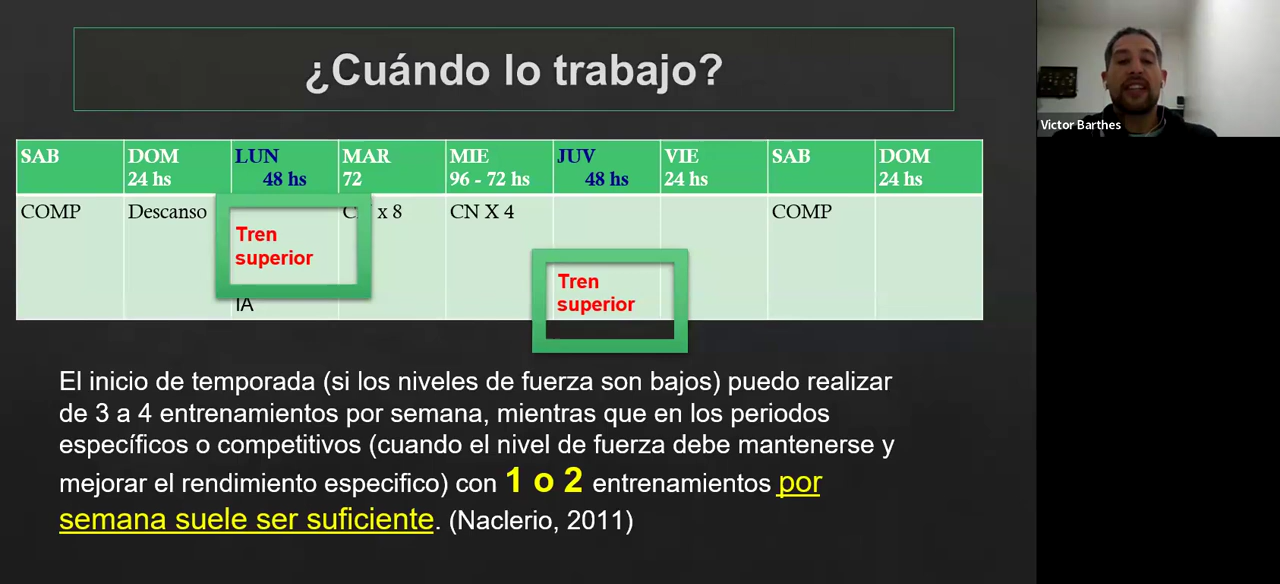 ¿Cuándo lo trabajo?
Victor Barthes
SAB DOM LUN MAR MIE JUV VIE SAB DOM
24 hs 48 hs 72 96 - 72 hs 48 hs 24 hs 24 hs
COMP Descanso x 8 CN X 4 COMP
Tren
superior
IA
Tren
superior
El inicio de temporada (si los niveles de fuerza son bajos) puedo realizar
de 3 a 4 entrenamientos por semana, mientras que en los periodos
específicos o competitivos (cuando el nivel de fuerza debe mantenerse y
mejorar el rendimiento especifico) con 1 o 2 entrenamientos por
semana suele ser suficiente. (Naclerio, 2011)